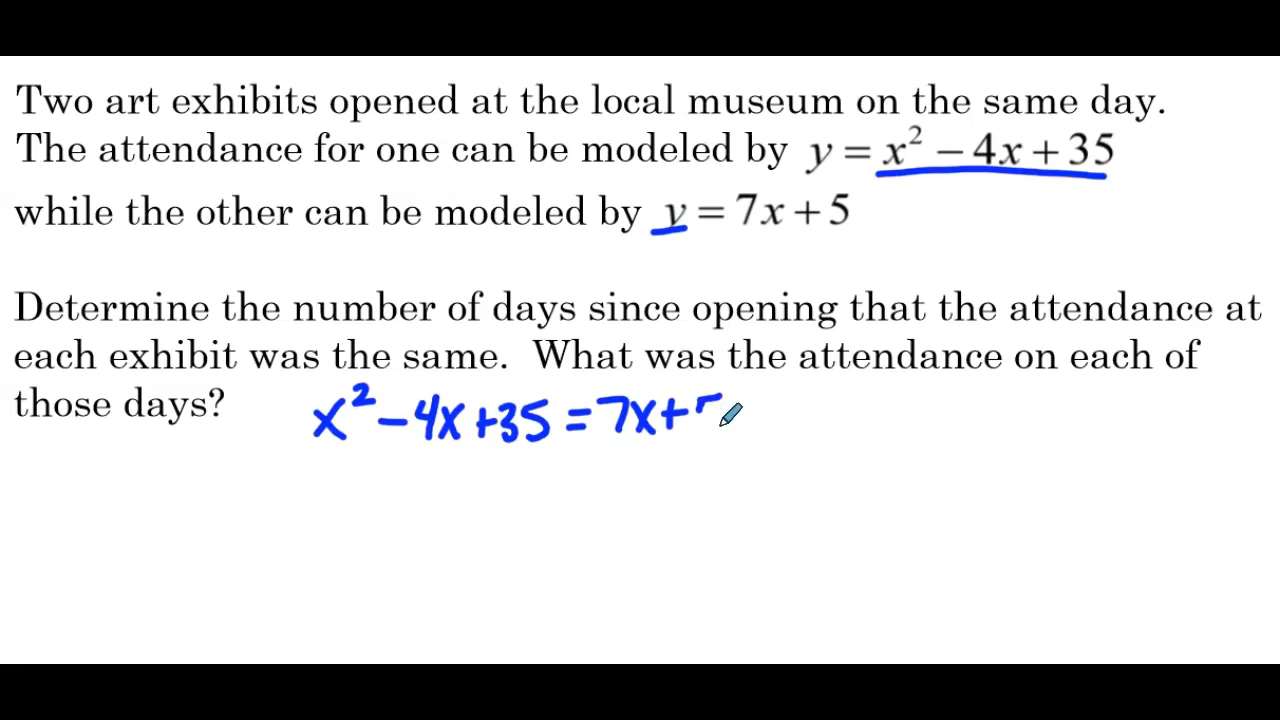 Two art exhibits opened at the local museum on the same day.
The attendance for one can be modeled by y = x² − 4x + 35
while the other can be modeled by y = 7x + 5
Determine the number of days since opening that the attendance at
each exhibit was the same. What was the attendance on each of
those days?
x² − 4x + 35 = 7x +